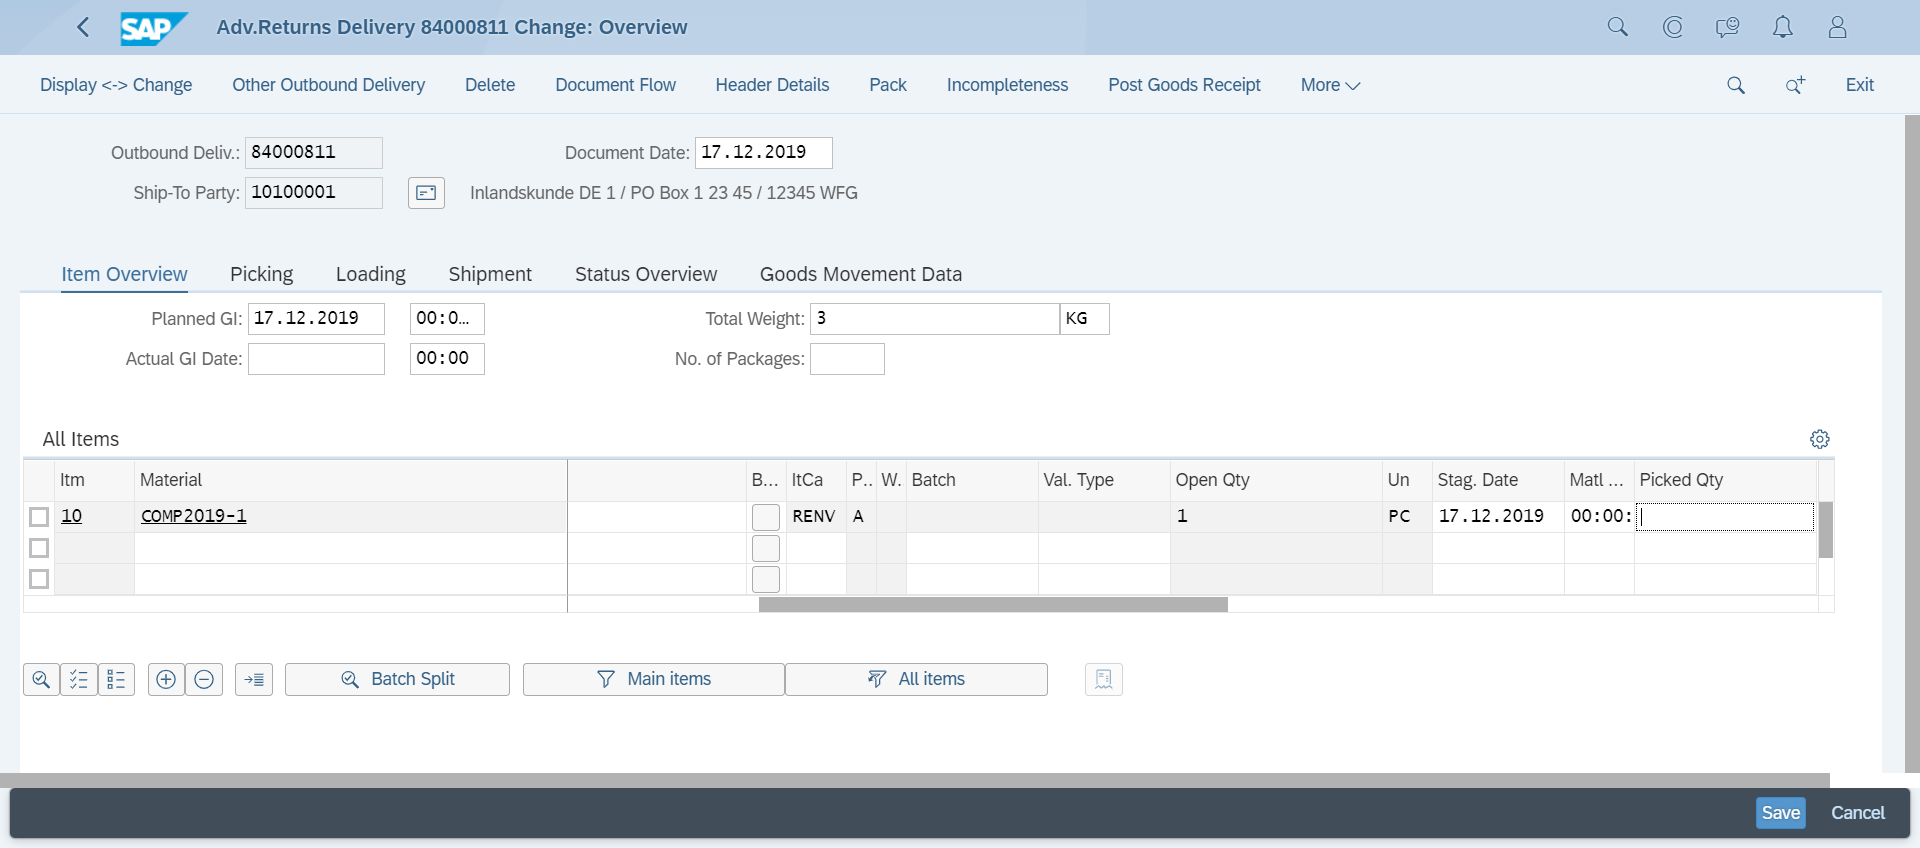 SAP Adv.Returns Delivery 84000811 Change: Overview
Display <-> Change Other Outbound Delivery Delete Document Flow Header Details Pack Incompleteness Post Goods Receipt More Exit
Outbound Deliv.: 84000811 Document Date: 17.12.2019
Ship-To Party: 10100001 Inlandskunde DE 1 / PO Box 1 23 45 / 12345 WFG
Item Overview Picking Loading Shipment Status Overview Goods Movement Data
Planned GI: 17.12.2019 00:0... Total Weight: 3 KG
Actual GI Date: 00:00 No. of Packages:
All Items
Itm Material B... ItCa P.. W. Batch Val. Type Open Qty Un Stag. Date Matl ... Picked Qty
10 COMP2019-1 RENV A 1 PC 17.12.2019 00:00:
Batch Split Main items All items
Save Cancel